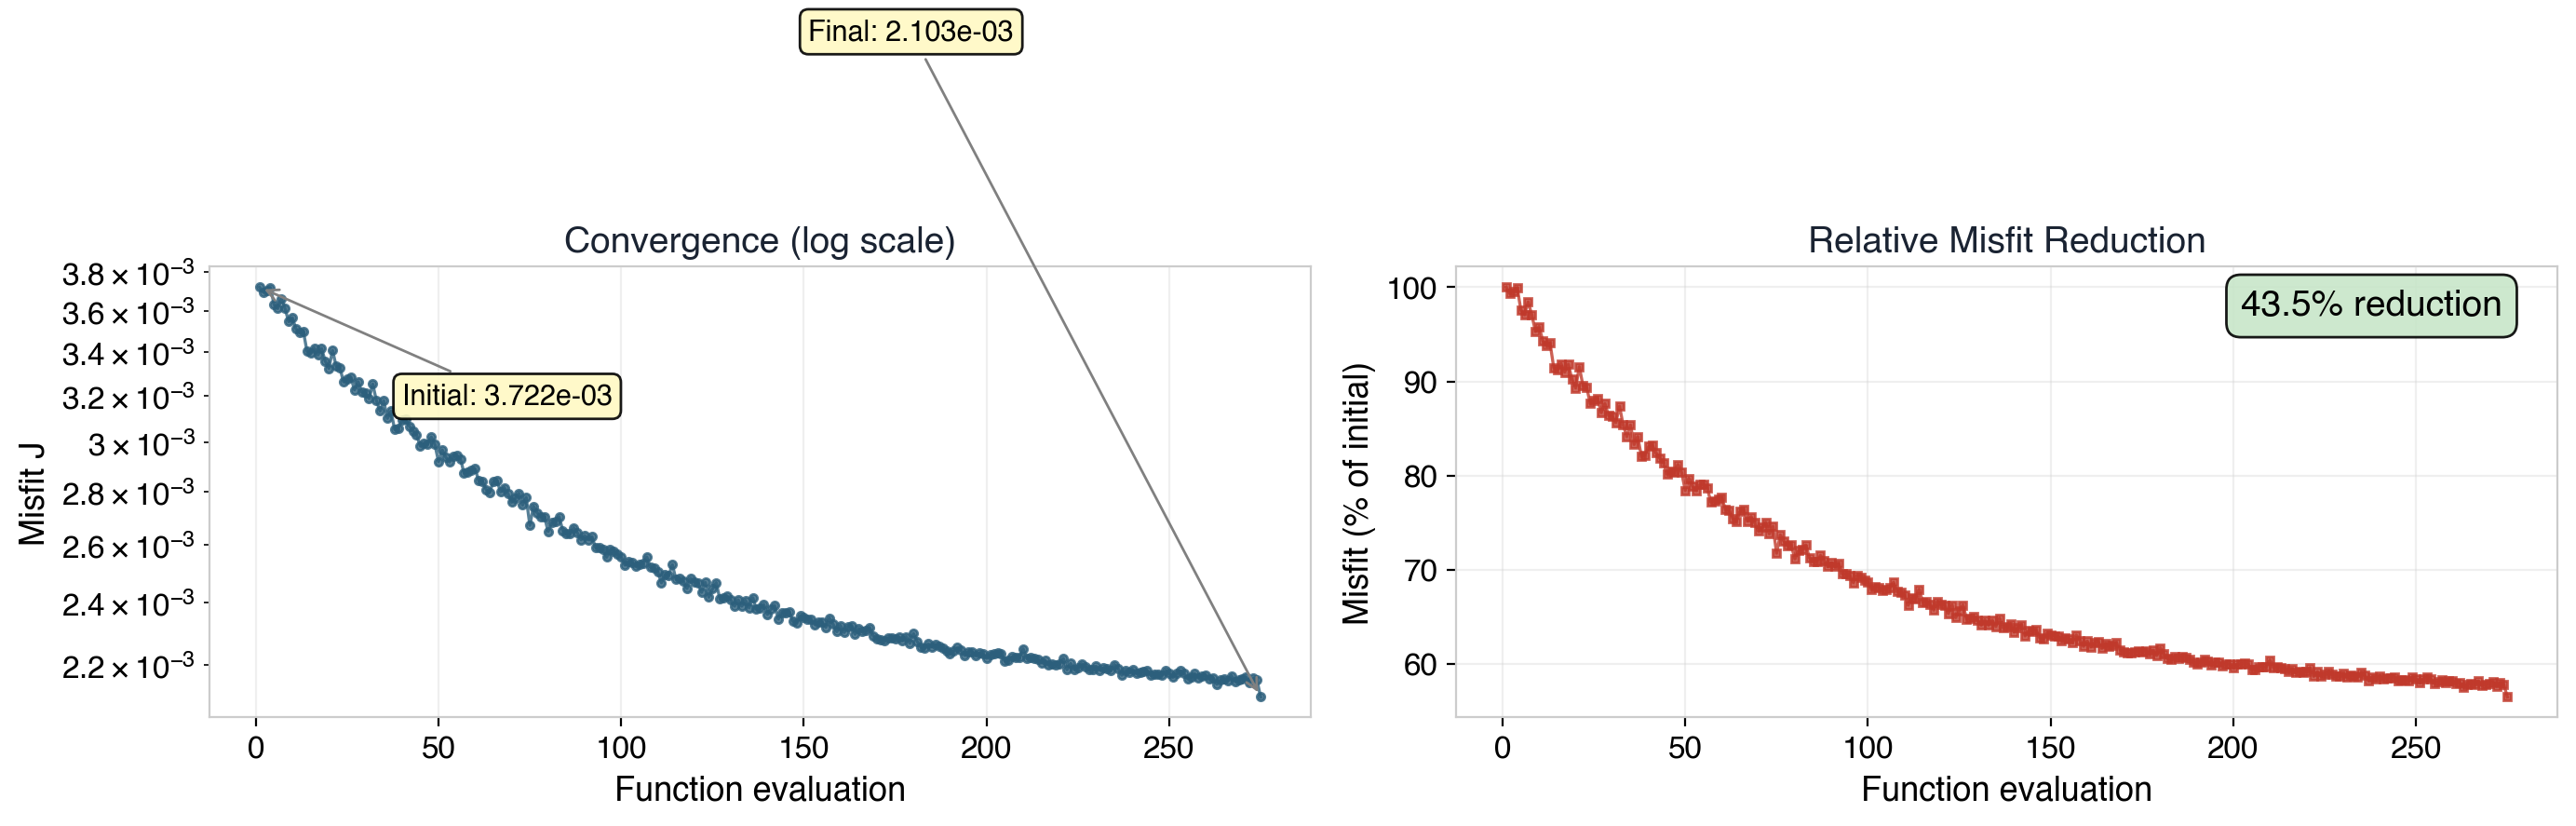 Final: 2.103e-03
Convergence (log scale)
3.8 × 10⁻³
3.6 × 10⁻³
3.4 × 10⁻³
3.2 × 10⁻³
3 × 10⁻³
2.8 × 10⁻³
2.6 × 10⁻³
2.4 × 10⁻³
2.2 × 10⁻³
Misfit J
Initial: 3.722e-03
0 50 100 150 200 250
Function evaluation
Relative Misfit Reduction
100
90
80
70
60
Misfit (% of initial)
43.5% reduction
0 50 100 150 200 250
Function evaluation